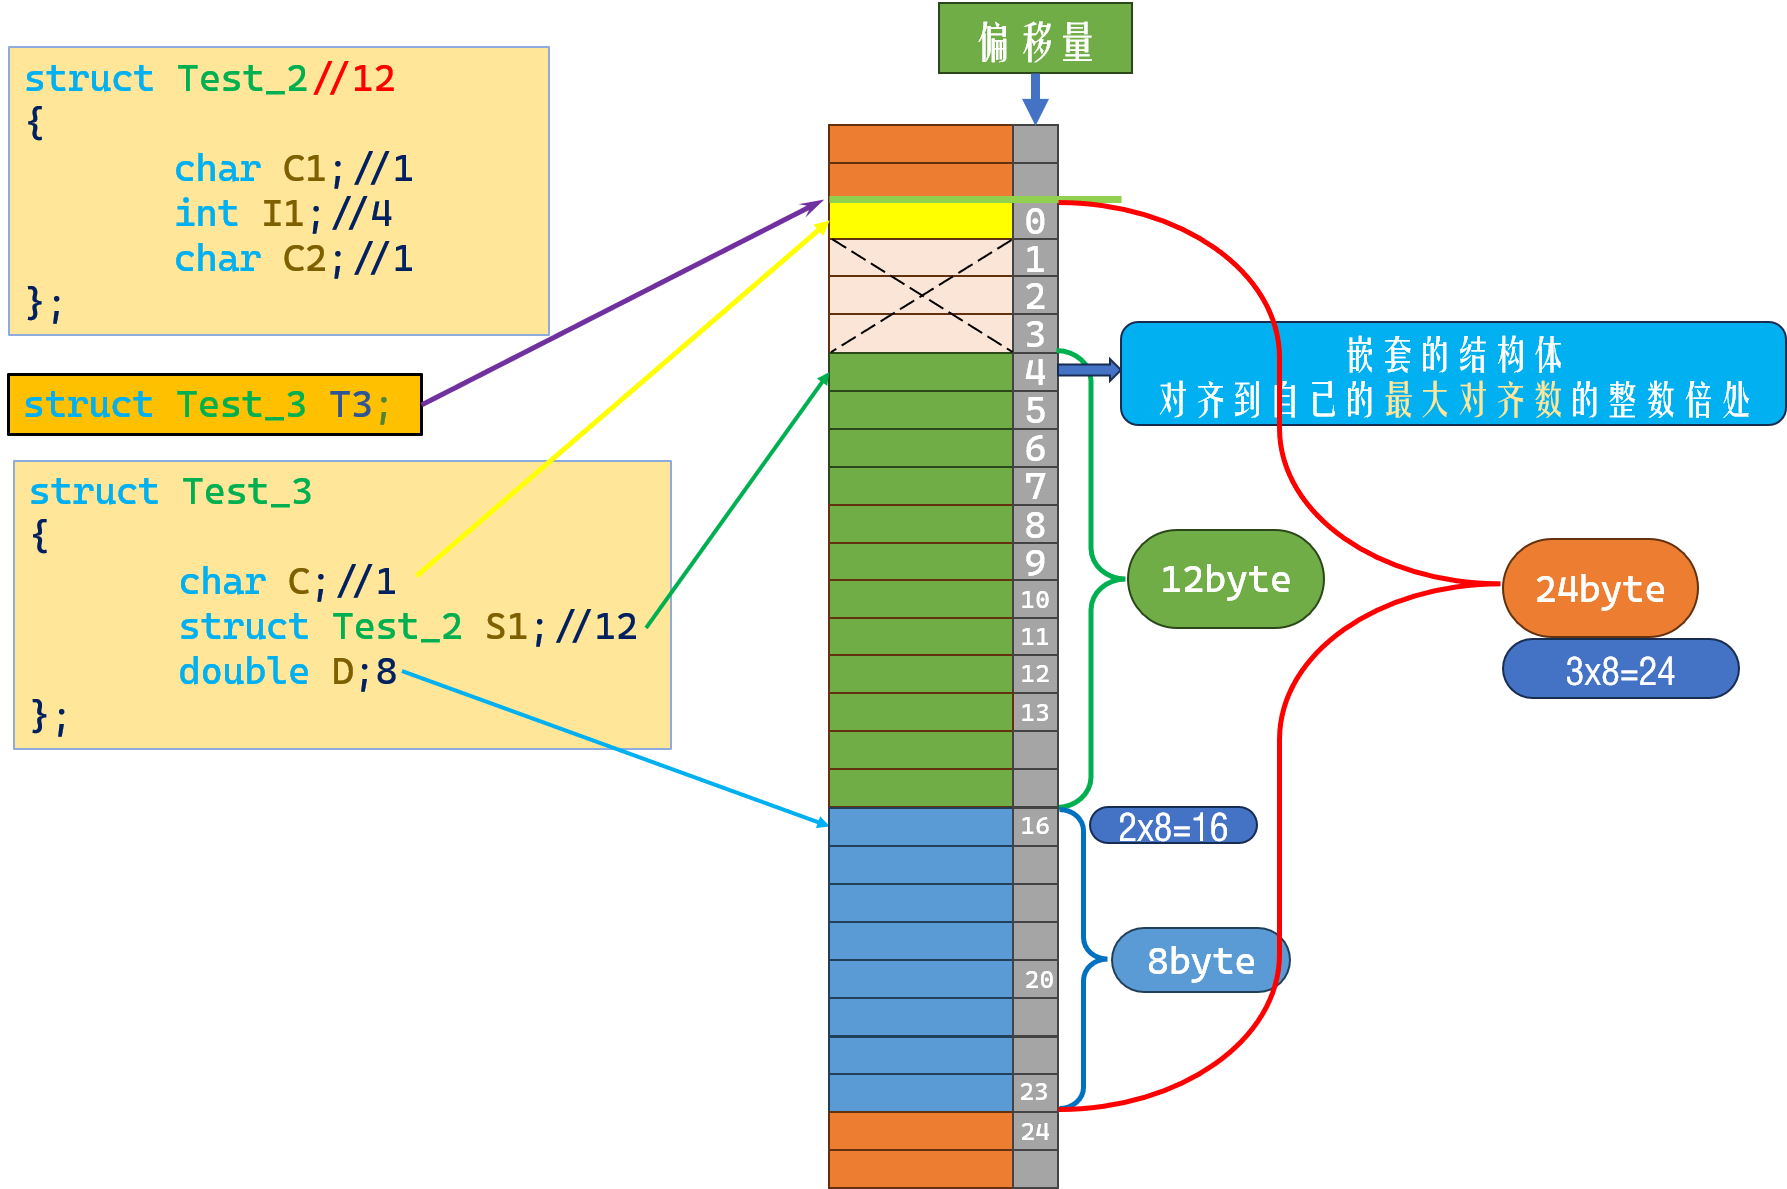 偏移量
struct Test_2//12
{
char C1;//1
int I1;//4
char C2;//1
};
struct Test_3 T3;
struct Test_3
{
char C;//1
struct Test_2 S1;//12
double D;8
};
0
1
2
3
4
5
6
7
8
9
10
11
12
13
16
20
23
24
嵌套的结构体
对齐到自己的最大对齐数的整数倍处
12byte
24byte
3x8=24
2x8=16
8byte